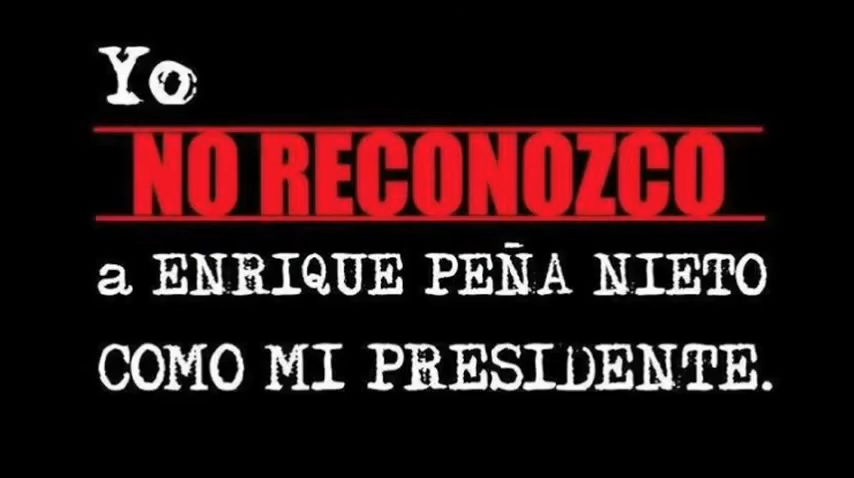 Yo
NO RECONOZCO
a ENRIQUE PEÑA NIETO
COMO MI PRESIDENTE.